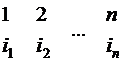 1 2 ... n
i₁ i₂ iₙ